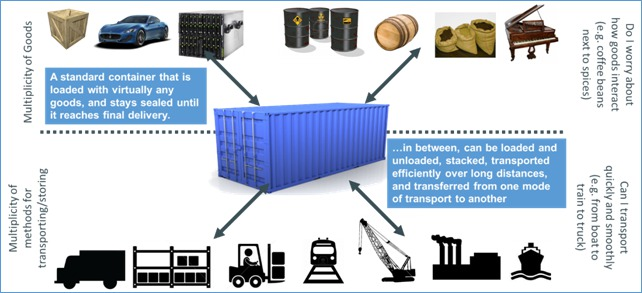 Multiplicity of Goods
A standard container that is
loaded with virtually any
goods, and stays sealed until
it reaches final delivery.
Do I worry about
how goods interact
(e.g. coffee beans
next to spices)
Multiplicity of
methods for
transporting/storing
…in between, can be loaded and
unloaded, stacked, transported
efficiently over long distances,
and transferred from one mode
of transport to another
Can I transport
quickly and smoothly
(e.g. from boat to
train to truck)